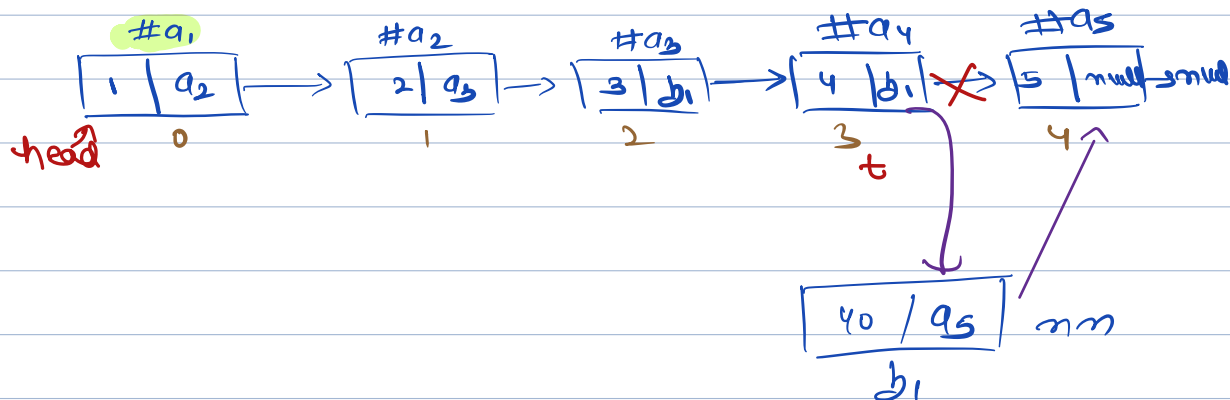 #a1 #a2 #a3 #a4 #a5
1 | a2 2 | a3 3 | b1 4 | b1 5 | null null
0 1 2 3 4
head t
40 / a5 nn
b1